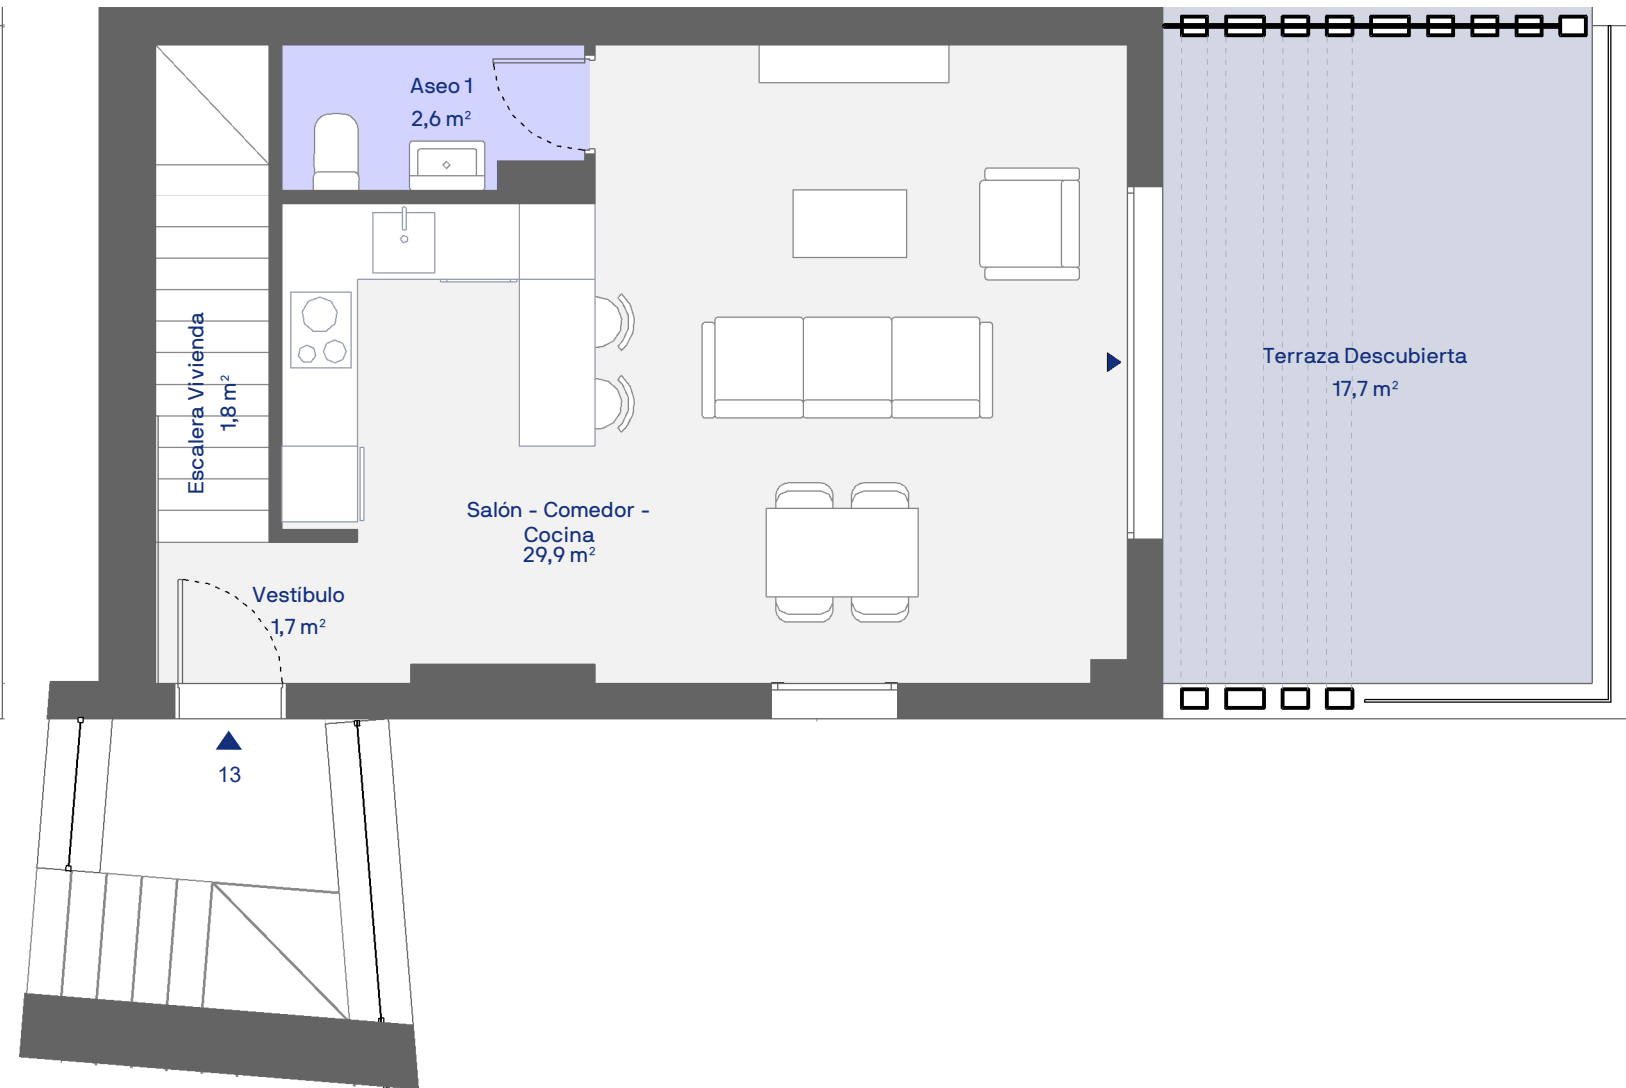 Aseo 1
2,6 m²
Escalera Vivienda
1,8 m²
Terraza Descubierta
17,7 m²
Salón - Comedor -
Cocina
29,9 m²
Vestíbulo
1,7 m²
13